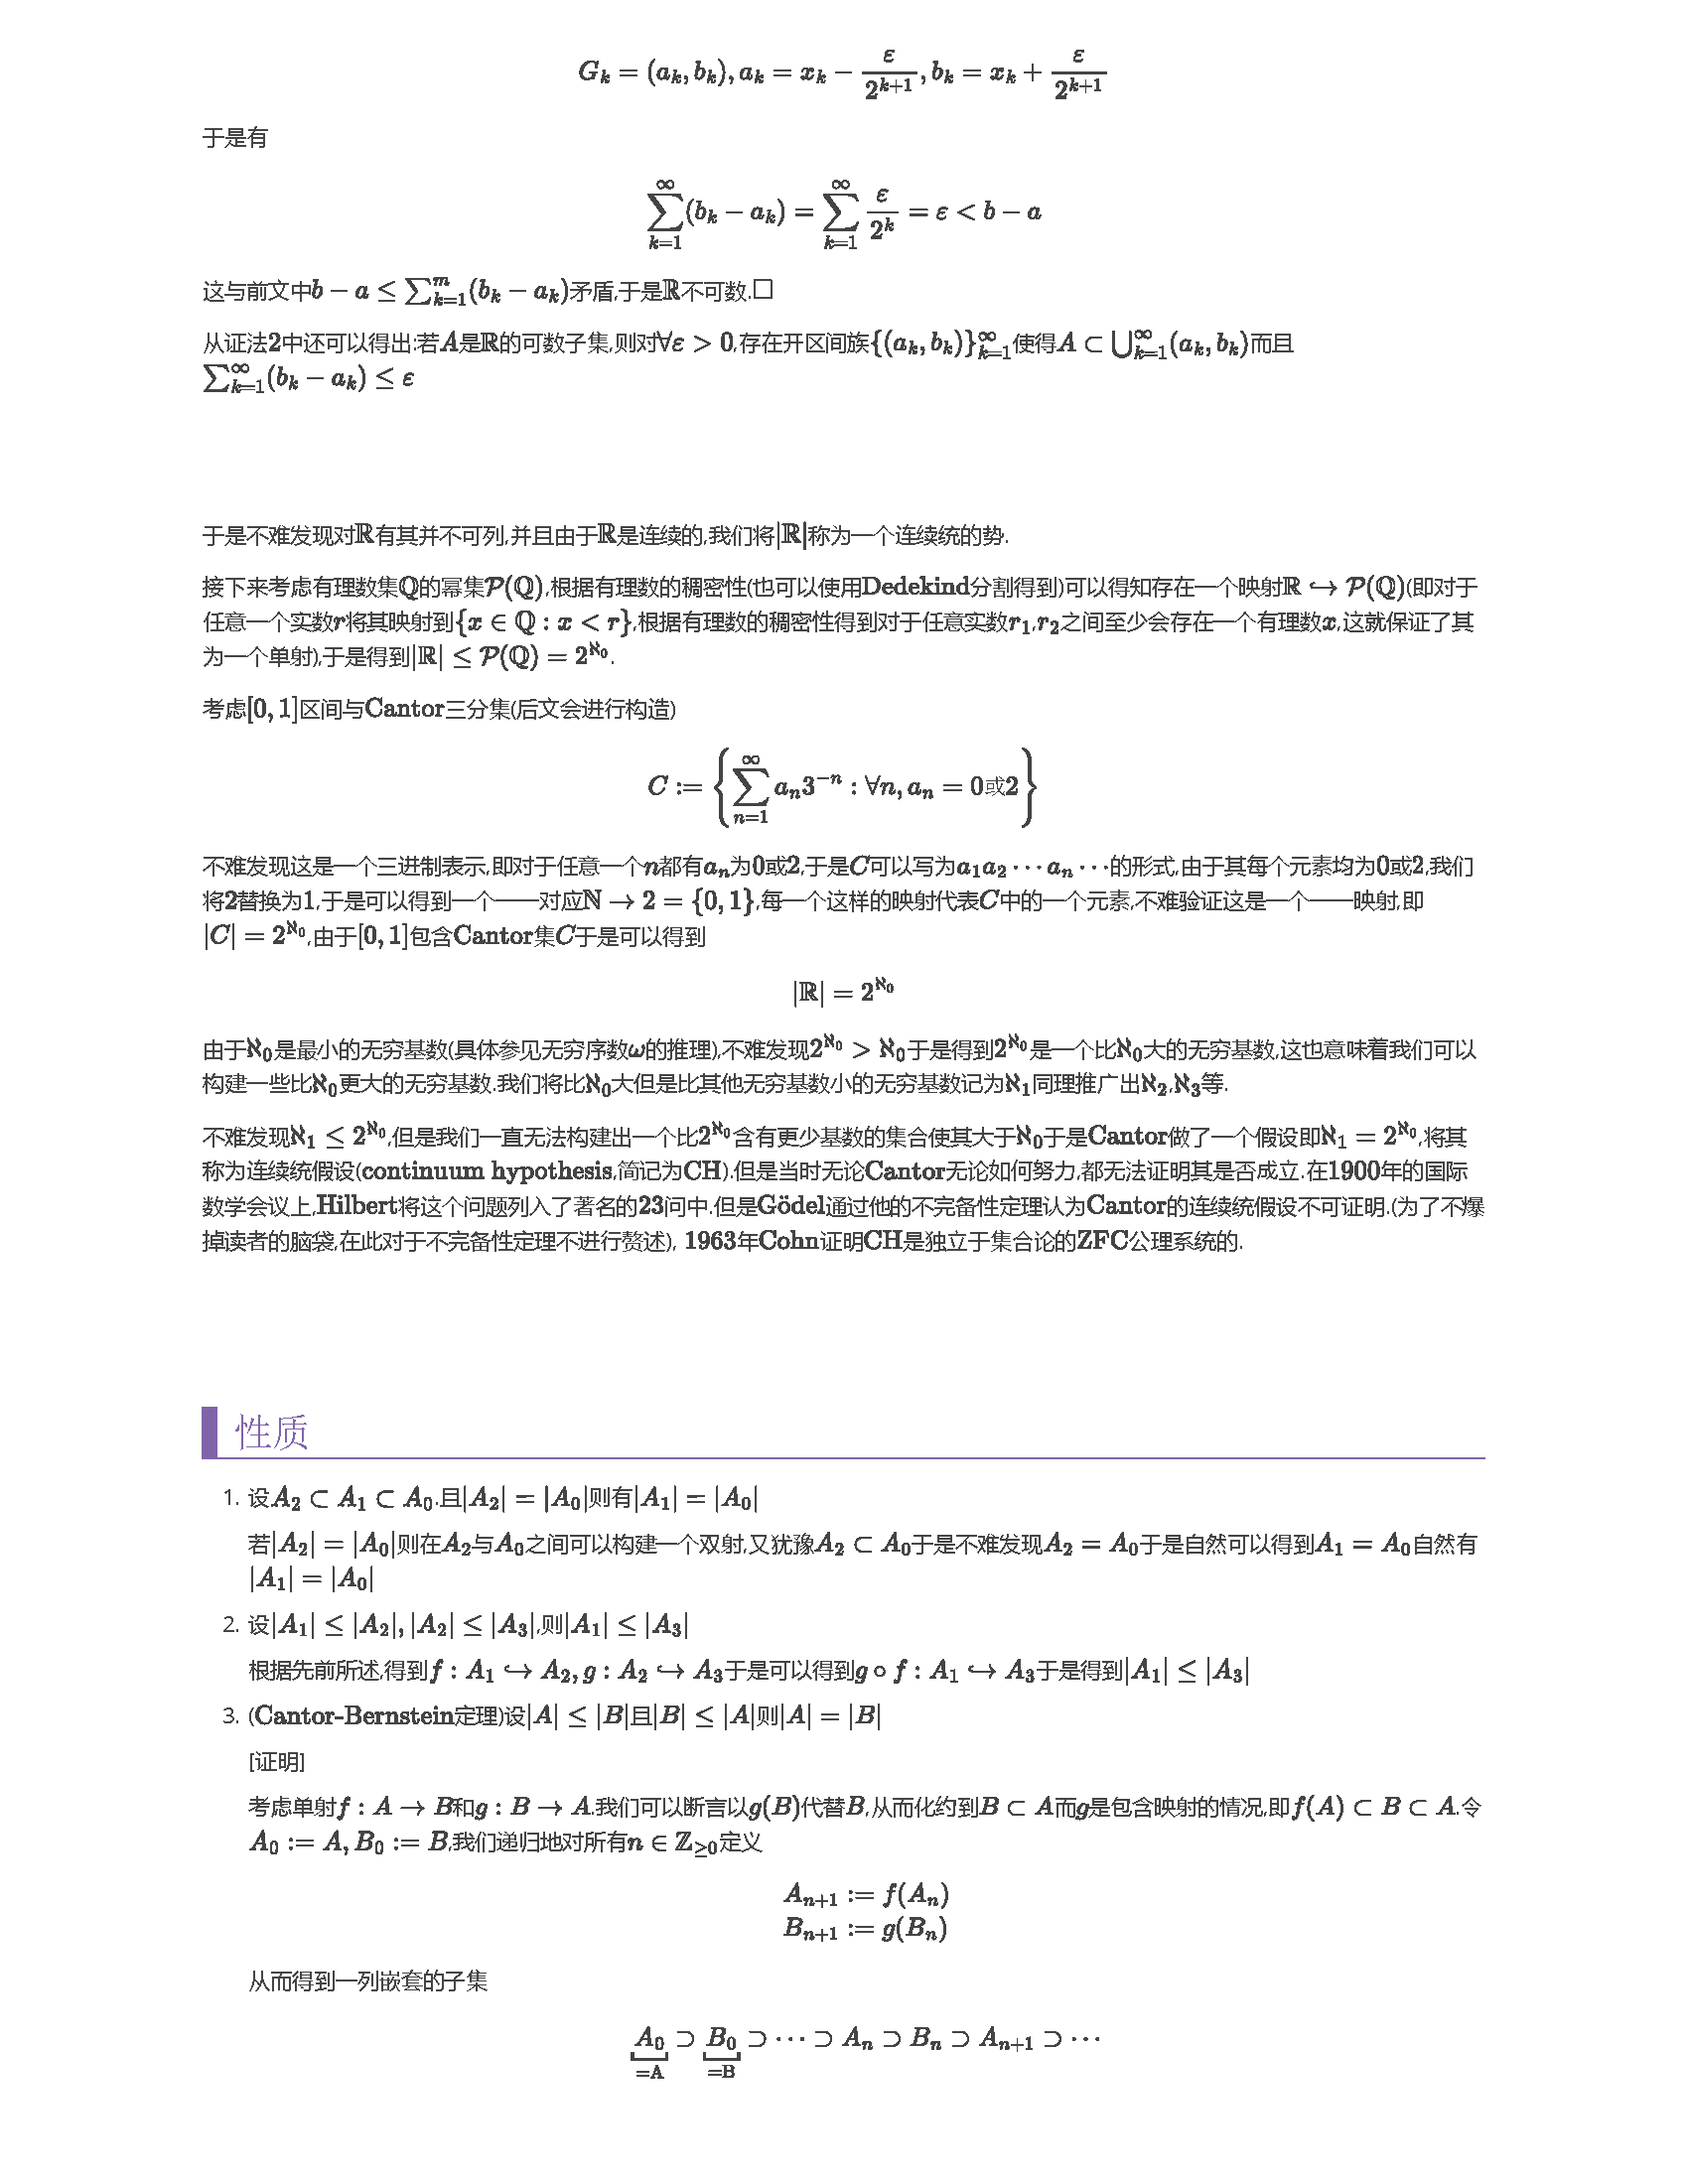 $G_k = (a_k, b_k), a_k = x_k - \frac{\varepsilon}{2^{k+1}}, b_k = x_k + \frac{\varepsilon}{2^{k+1}}$
于是有
$\sum_{k=1}^{\infty}(b_k - a_k) = \sum_{k=1}^{\infty}\frac{\varepsilon}{2^k} = \varepsilon < b - a$
这与前文中$b - a \leq \sum_{k=1}^{m}(b_k - a_k)$矛盾,于是$\mathbb{R}$不可数.□
从证法2中还可以得出:若$A$是$\mathbb{R}$的可数子集,则对$\forall \varepsilon > 0$,存在开区间族$\{(a_k, b_k)\}_{k=1}^{\infty}$使得$A \subset \bigcup_{k=1}^{\infty}(a_k, b_k)$而且
$\sum_{k=1}^{\infty}(b_k - a_k) \leq \varepsilon$
于是不难发现对$\mathbb{R}$有其并不可列,并且由于$\mathbb{R}$是连续的,我们将$|\mathbb{R}|$称为一个连续统的势.
接下来考虑有理数集$\mathbb{Q}$的幂集$\mathcal{P}(\mathbb{Q})$,根据有理数的稠密性(也可以使用Dedekind分割得到)可以得知存在一个映射$\mathbb{R} \hookrightarrow \mathcal{P}(\mathbb{Q})$(即对于
任意一个实数$r$将其映射到$\{x \in \mathbb{Q} : x < r\}$,根据有理数的稠密性得到对于任意实数$r_1, r_2$之间至少会存在一个有理数$x$,这就保证了其
为一个单射),于是得到$|\mathbb{R}| \leq \mathcal{P}(\mathbb{Q}) = 2^{\aleph_0}$.
考虑$[0, 1]$区间与Cantor三分集(后文会进行构造)
$C := \left\{\sum_{n=1}^{\infty} a_n 3^{-n} : \forall n, a_n = 0或2\right\}$
不难发现这是一个三进制表示,即对于任意一个$n$都有$a_n$为0或2,于是$C$可以写为$a_1 a_2 \cdots a_n \cdots$的形式,由于其每个元素均为0或2,我们
将2替换为1,于是可以得到一个一一对应$\mathbb{N} \to 2 = \{0, 1\}$,每一个这样的映射代表$C$中的一个元素,不难验证这是一个一一映射,即
$|C| = 2^{\aleph_0}$,由于$[0, 1]$包含Cantor集$C$于是可以得到
$|\mathbb{R}| = 2^{\aleph_0}$
由于$\aleph_0$是最小的无穷基数(具体参见无穷序数$\omega$的推理),不难发现$2^{\aleph_0} > \aleph_0$于是得到$2^{\aleph_0}$是一个比$\aleph_0$大的无穷基数,这也意味着我们可以
构建一些比$\aleph_0$更大的无穷基数.我们将比$\aleph_0$大但是比其他无穷基数小的无穷基数记为$\aleph_1$同理推广出$\aleph_2, \aleph_3$等.
不难发现$\aleph_1 \leq 2^{\aleph_0}$,但是我们一直无法构建出一个比$2^{\aleph_0}$含有更少基数的集合使其大于$\aleph_0$于是Cantor做了一个假设即$\aleph_1 = 2^{\aleph_0}$,将其
称为连续统假设(continuum hypothesis,简记为CH).但是当时无论Cantor无论如何努力,都无法证明其是否成立.在1900年的国际
数学会议上,Hilbert将这个问题列入了著名的23问中.但是Gödel通过他的不完备性定理认为Cantor的连续统假设不可证明.(为了不爆
掉读者的脑袋,在此对于不完备性定理不进行赘述), 1963年Cohn证明CH是独立于集合论的ZFC公理系统的.
性质
1. 设$A_2 \subset A_1 \subset A_0$.且$|A_2| = |A_0|$则有$|A_1| = |A_0|$
若$|A_2| = |A_0|$则在$A_2$与$A_0$之间可以构建一个双射,又犹豫$A_2 \subset A_0$于是不难发现$A_2 = A_0$于是自然可以得到$A_1 = A_0$自然有
$|A_1| = |A_0|$
2. 设$|A_1| \leq |A_2|, |A_2| \leq |A_3|$,则$|A_1| \leq |A_3|$
根据先前所述,得到$f : A_1 \hookrightarrow A_2, g : A_2 \hookrightarrow A_3$于是可以得到$g \circ f : A_1 \hookrightarrow A_3$于是得到$|A_1| \leq |A_3|$
3. (Cantor-Bernstein定理)设$|A| \leq |B|$且$|B| \leq |A|$则$|A| = |B|$
[证明]
考虑单射$f : A \to B$和$g : B \to A$.我们可以断言以$g(B)$代替$B$,从而化约到$B \subset A$而$g$是包含映射的情况,即$f(A) \subset B \subset A$.令
$A_0 := A, B_0 := B$,我们递归地对所有$n \in \mathbb{Z}_{\geq 0}$定义
$A_{n+1} := f(A_n)$
$B_{n+1} := g(B_n)$
从而得到一列嵌套的子集
$\underbrace{A_0}_{=A} \supset \underbrace{B_0}_{=B} \supset \cdots \supset A_n \supset B_n \supset A_{n+1} \supset \cdots$